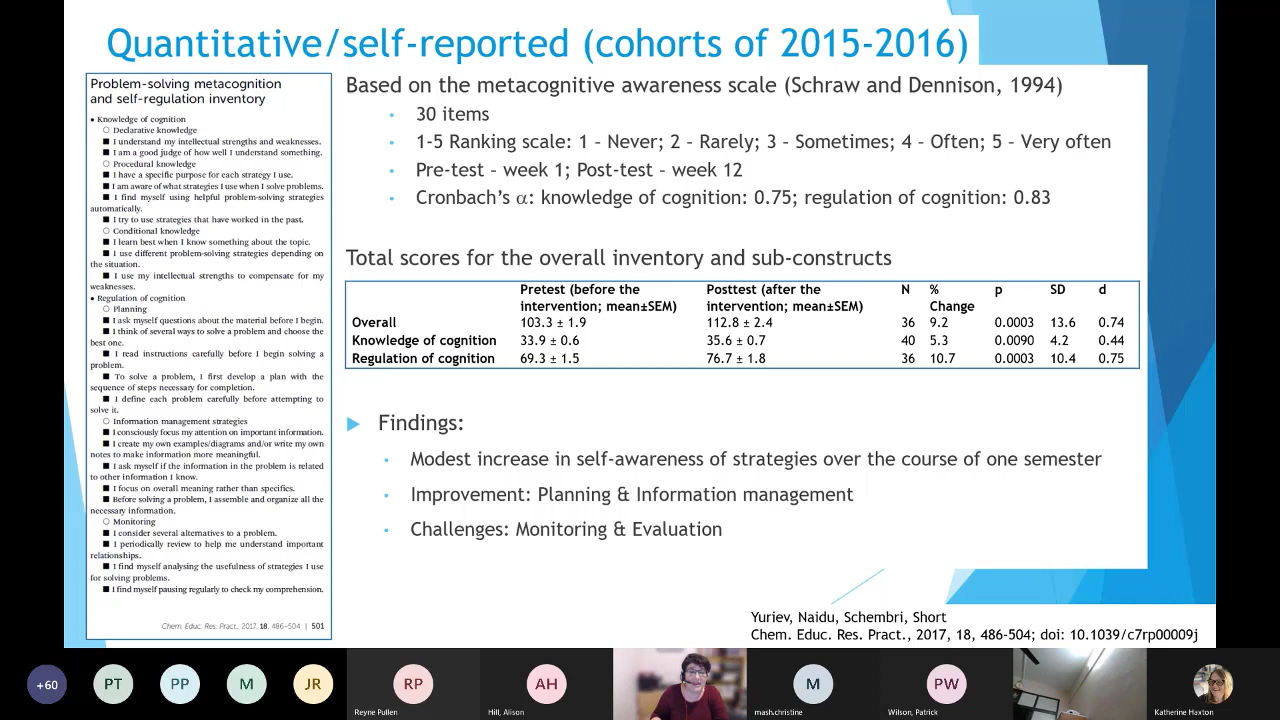 Quantitative/self-reported (cohorts of 2015-2016)
Problem-solving metacognition
and self-regulation inventory
• Knowledge of cognition
○ Declarative knowledge
■ I understand my intellectual strengths and weaknesses.
■ I am a good judge of how well I understand something.
○ Procedural knowledge
■ I have a specific purpose for each strategy I use.
■ I am aware of what strategies I use when I solve problems.
■ I find myself using helpful problem-solving strategies
automatically.
■ I try to use strategies that have worked in the past.
○ Conditional knowledge
■ I learn best when I know something about the topic.
■ I use different problem-solving strategies depending on
the situation.
■ I use my intellectual strengths to compensate for my
weaknesses.
• Regulation of cognition
○ Planning
■ I ask myself questions about the material before I begin.
■ I think of several ways to solve a problem and choose the
best one.
■ I read instructions carefully before I begin solving a
problem.
■ To solve a problem, I first develop a plan with the
sequence of steps necessary for completion.
■ I define each problem carefully before attempting to
solve it.
○ Information management strategies
■ I consciously focus my attention on important information.
■ I create my own examples/diagrams and/or write my own
notes to make information more meaningful.
■ I ask myself if the information in the problem is related
to other information I know.
■ I focus on overall meaning rather than specifics.
■ Before solving a problem, I assemble and organize all the
necessary information.
○ Monitoring
■ I consider several alternatives to a problem.
■ I periodically review to help me understand important
relationships.
■ I find myself analysing the usefulness of strategies I use
for solving problems.
■ I find myself pausing regularly to check my comprehension.
Chem. Educ. Res. Pract., 2017, 18, 486–504 | 501
Based on the metacognitive awareness scale (Schraw and Dennison, 1994)
• 30 items
• 1-5 Ranking scale: 1 – Never; 2 – Rarely; 3 – Sometimes; 4 – Often; 5 – Very often
• Pre-test – week 1; Post-test – week 12
• Cronbach's α: knowledge of cognition: 0.75; regulation of cognition: 0.83
Total scores for the overall inventory and sub-constructs
Pretest (before the Posttest (after the N % p SD d
intervention; mean±SEM) intervention; mean±SEM) Change
Overall 103.3 ± 1.9 112.8 ± 2.4 36 9.2 0.0003 13.6 0.74
Knowledge of cognition 33.9 ± 0.6 35.6 ± 0.7 40 5.3 0.0090 4.2 0.44
Regulation of cognition 69.3 ± 1.5 76.7 ± 1.8 36 10.7 0.0003 10.4 0.75
Findings:
• Modest increase in self-awareness of strategies over the course of one semester
• Improvement: Planning & Information management
• Challenges: Monitoring & Evaluation
Yuriev, Naidu, Schembri, Short
Chem. Educ. Res. Pract., 2017, 18, 486-504; doi: 10.1039/c7rp00009j
+60 PT PP M JR RP AH M PW
Reyne Pullen Hill, Alison mash.christine Wilson, Patrick Katherine Haxton